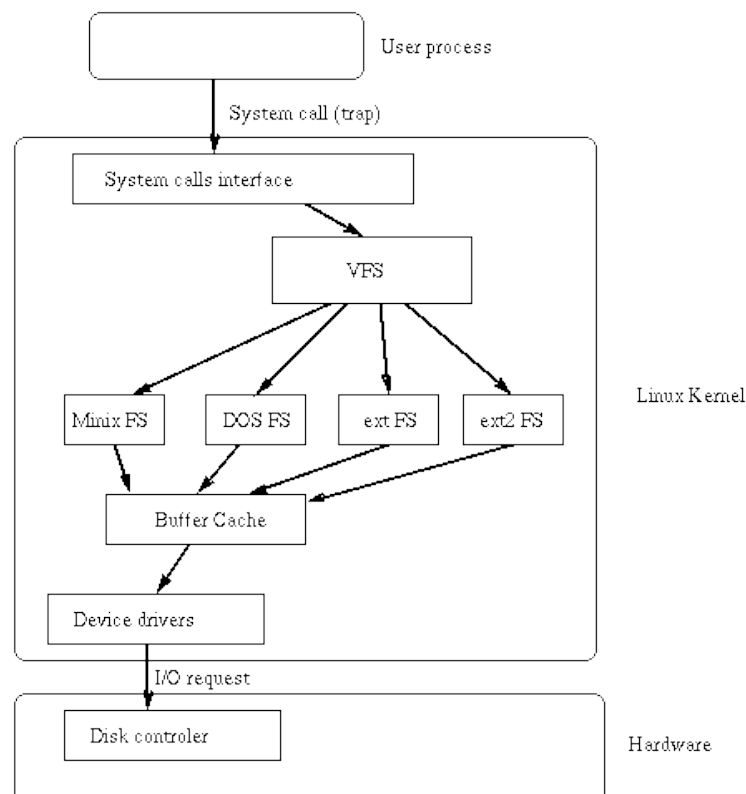 User process
System call (trap)
System calls interface
VFS
Linux Kernel
Minix FS
DOS FS
ext FS
ext2 FS
Buffer Cache
Device drivers
I/O request
Disk controler
Hardware